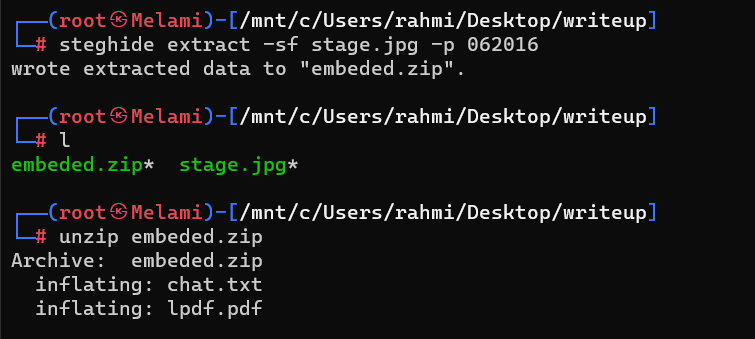 ┌──(root㉿Melami)-[/mnt/c/Users/rahmi/Desktop/writeup]
└─# steghide extract -sf stage.jpg -p 062016
wrote extracted data to "embeded.zip".
┌──(root㉿Melami)-[/mnt/c/Users/rahmi/Desktop/writeup]
└─# l
embeded.zip*  stage.jpg*
┌──(root㉿Melami)-[/mnt/c/Users/rahmi/Desktop/writeup]
└─# unzip embeded.zip
Archive:  embeded.zip
  inflating: chat.txt
  inflating: lpdf.pdf